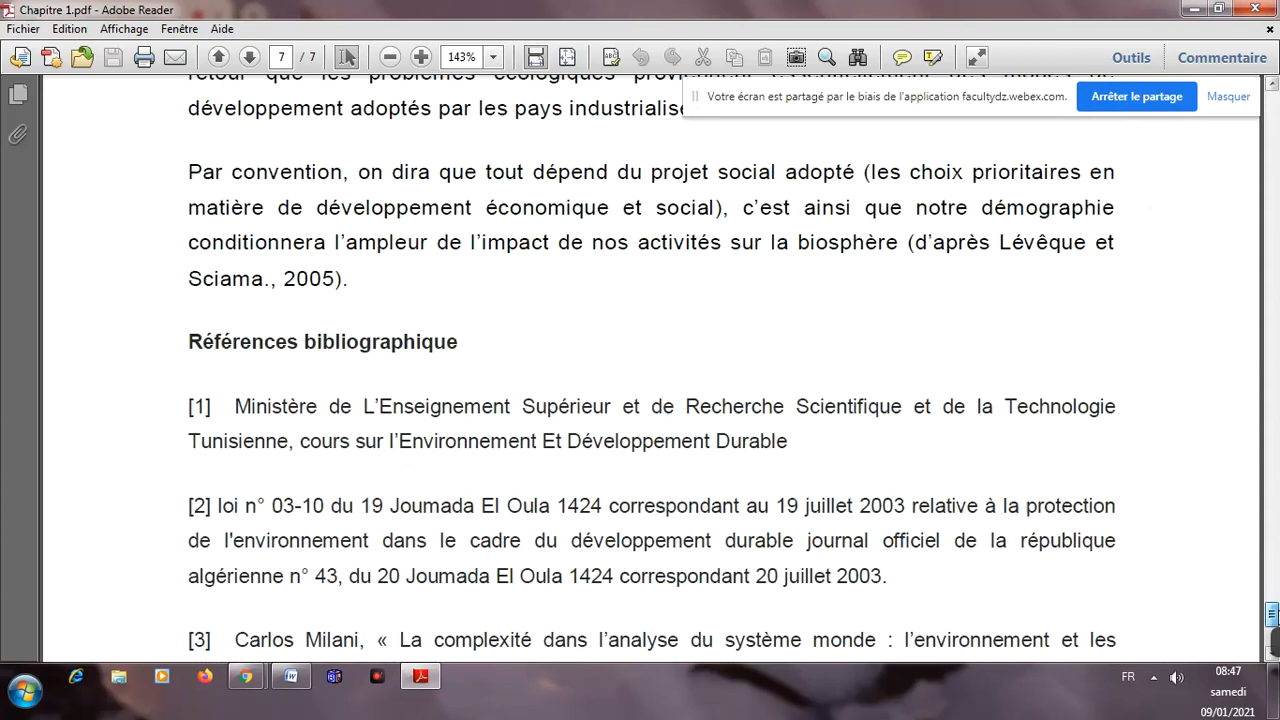 Chapitre 1.pdf - Adobe Reader
Fichier Edition Affichage Fenêtre Aide
7 / 7 143% Outils Commentaire
retour que les problèmes écologiques
développement adoptés par les pays industrialisé
Votre écran est partagé par le biais de l'application facultydz.webex.com. Arrêter le partage Masquer
Par convention, on dira que tout dépend du projet social adopté (les choix prioritaires en
matière de développement économique et social), c’est ainsi que notre démographie
conditionnera l’ampleur de l’impact de nos activités sur la biosphère (d’après Lévêque et
Sciama., 2005).
Références bibliographique
[1] Ministère de L’Enseignement Supérieur et de Recherche Scientifique et de la Technologie
Tunisienne, cours sur l’Environnement Et Développement Durable
[2] loi n° 03-10 du 19 Joumada El Oula 1424 correspondant au 19 juillet 2003 relative à la protection
de l'environnement dans le cadre du développement durable journal officiel de la république
algérienne n° 43, du 20 Joumada El Oula 1424 correspondant 20 juillet 2003.
[3] Carlos Milani, « La complexité dans l’analyse du système monde : l’environnement et les
FR
08:47
samedi
09/01/2021